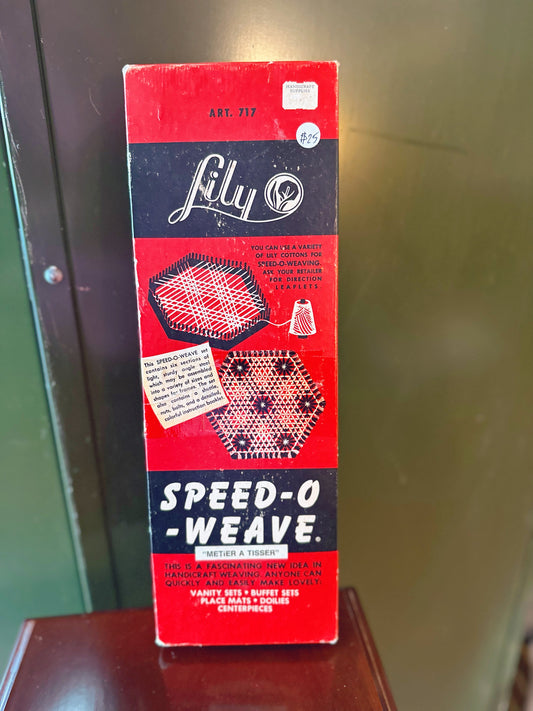 HANDICRAFT
SUPPLIES
ART. 717
$25
Lily
YOU CAN USE A VARIETY
OF LILY COTTONS FOR
SPEED-O-WEAVING.
ASK YOUR RETAILER
FOR DIRECTION
LEAFLETS
This SPEED-O-WEAVE set
contains six sections of
light, sturdy angle steel
which may be assembled
into a variety of sizes and
shapes for frames. The set
also contains a shuttle,
nuts, bolts, and a detailed,
colorful instruction booklet
SPEED-O
-WEAVE®
"METiER A TISSER"
THIS IS A FASCINATING NEW IDEA IN
HANDICRAFT WEAVING. ANYONE CAN
QUICKLY AND EASILY MAKE LOVELY:
VANITY SETS • BUFFET SETS
PLACE MATS • DOILIES
CENTERPIECES